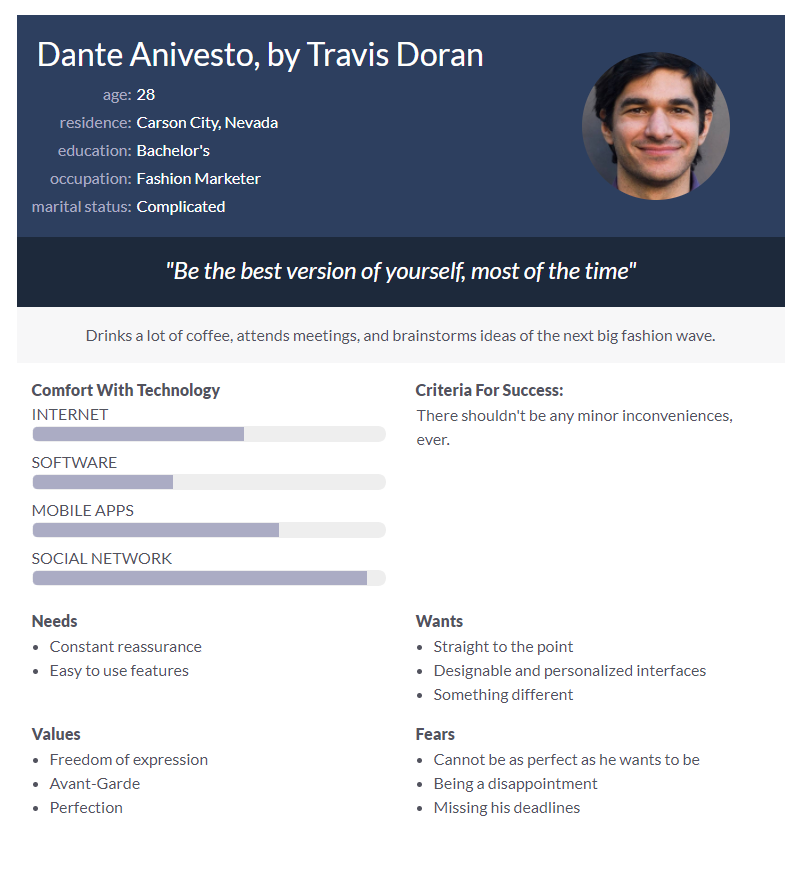 Dante Anivesto, by Travis Doran
age: 28
residence: Carson City, Nevada
education: Bachelor's
occupation: Fashion Marketer
marital status: Complicated
"Be the best version of yourself, most of the time"
Drinks a lot of coffee, attends meetings, and brainstorms ideas of the next big fashion wave.
Comfort With Technology
INTERNET
SOFTWARE
MOBILE APPS
SOCIAL NETWORK
Criteria For Success:
There shouldn't be any minor inconveniences,
ever.
Needs
• Constant reassurance
• Easy to use features
Wants
• Straight to the point
• Designable and personalized interfaces
• Something different
Values
• Freedom of expression
• Avant-Garde
• Perfection
Fears
• Cannot be as perfect as he wants to be
• Being a disappointment
• Missing his deadlines